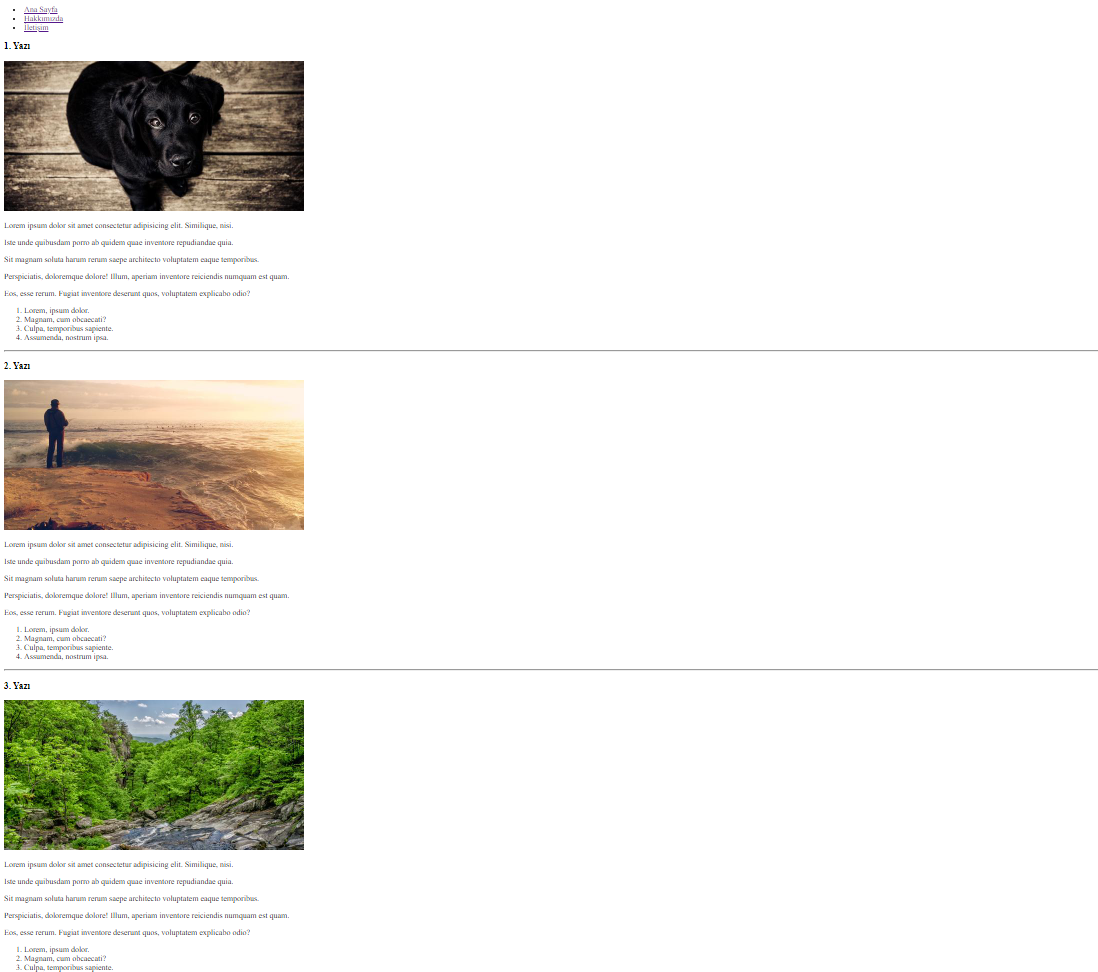 Ana Sayfa
Hakkımızda
İletişim
1. Yazı
Lorem ipsum dolor sit amet consectetur adipisicing elit. Similique, nisi.
Iste unde quibusdam porro ab quidem quae inventore repudiandae quia.
Sit magnam soluta harum rerum saepe architecto voluptatem eaque temporibus.
Perspiciatis, doloremque dolore! Illum, aperiam inventore reiciendis numquam est quam.
Eos, esse rerum. Fugiat inventore deserunt quos, voluptatem explicabo odio?
1. Lorem, ipsum dolor.
2. Magnam, cum obcaecati?
3. Culpa, temporibus sapiente.
4. Assumenda, nostrum ipsa.
2. Yazı
Lorem ipsum dolor sit amet consectetur adipisicing elit. Similique, nisi.
Iste unde quibusdam porro ab quidem quae inventore repudiandae quia.
Sit magnam soluta harum rerum saepe architecto voluptatem eaque temporibus.
Perspiciatis, doloremque dolore! Illum, aperiam inventore reiciendis numquam est quam.
Eos, esse rerum. Fugiat inventore deserunt quos, voluptatem explicabo odio?
1. Lorem, ipsum dolor.
2. Magnam, cum obcaecati?
3. Culpa, temporibus sapiente.
4. Assumenda, nostrum ipsa.
3. Yazı
Lorem ipsum dolor sit amet consectetur adipisicing elit. Similique, nisi.
Iste unde quibusdam porro ab quidem quae inventore repudiandae quia.
Sit magnam soluta harum rerum saepe architecto voluptatem eaque temporibus.
Perspiciatis, doloremque dolore! Illum, aperiam inventore reiciendis numquam est quam.
Eos, esse rerum. Fugiat inventore deserunt quos, voluptatem explicabo odio?
1. Lorem, ipsum dolor.
2. Magnam, cum obcaecati?
3. Culpa, temporibus sapiente.